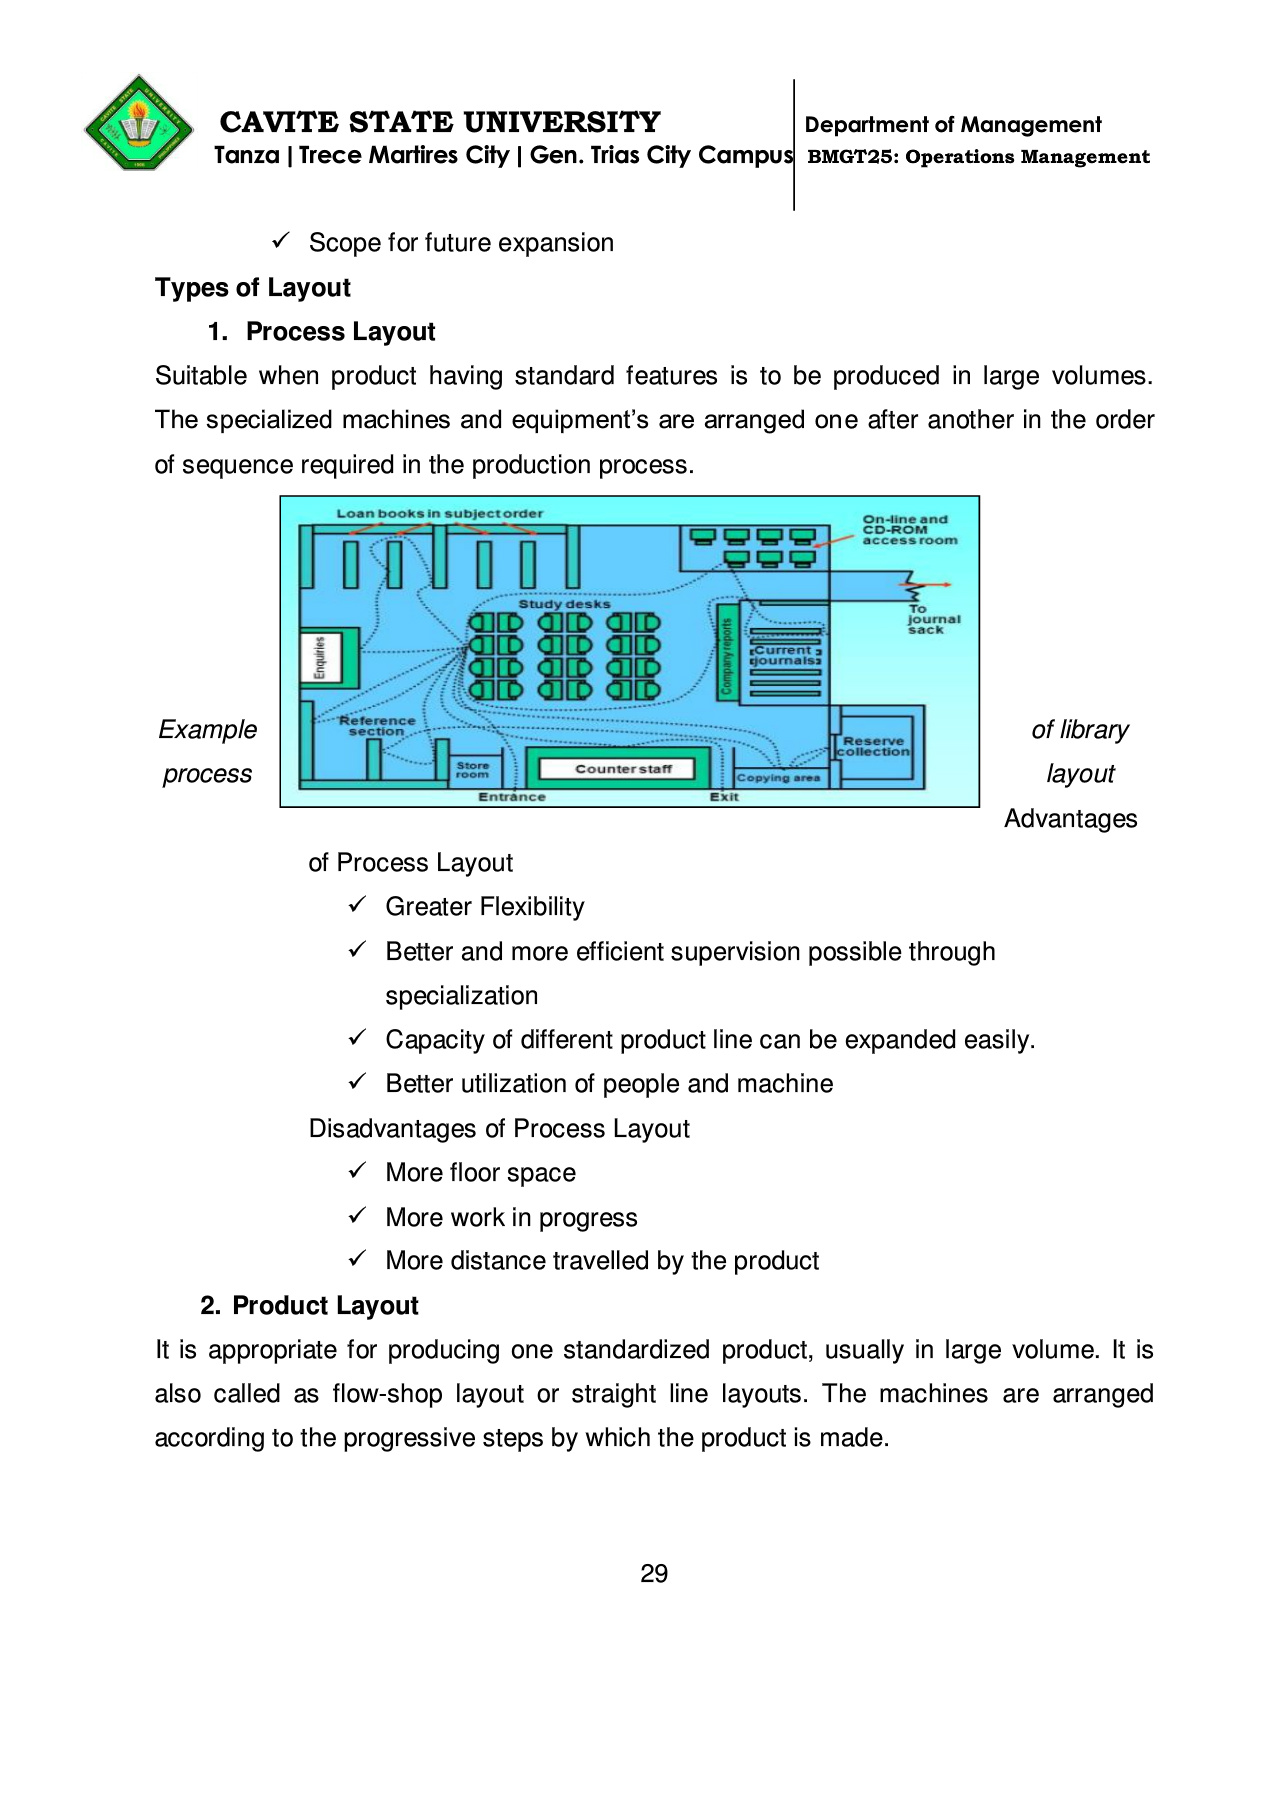 CAVITE STATE UNIVERSITY
Tanza | Trece Martires City | Gen. Trias City Campus
Department of Management
BMGT25: Operations Management
✓ Scope for future expansion
Types of Layout
1. Process Layout
Suitable when product having standard features is to be produced in large volumes.
The specialized machines and equipment’s are arranged one after another in the order
of sequence required in the production process.
Loan books in subject order
On-line and
CD-ROM
access room
Study desks
To
journal
sack
Enquiries
Company reports
Current
journals
Reference
section
Reserve
collection
Store
room
Counter staff
Copying area
Entrance
Exit
Example of library
process layout
Advantages
of Process Layout
✓ Greater Flexibility
✓ Better and more efficient supervision possible through
specialization
✓ Capacity of different product line can be expanded easily.
✓ Better utilization of people and machine
Disadvantages of Process Layout
✓ More floor space
✓ More work in progress
✓ More distance travelled by the product
2. Product Layout
It is appropriate for producing one standardized product, usually in large volume. It is
also called as flow-shop layout or straight line layouts. The machines are arranged
according to the progressive steps by which the product is made.
29